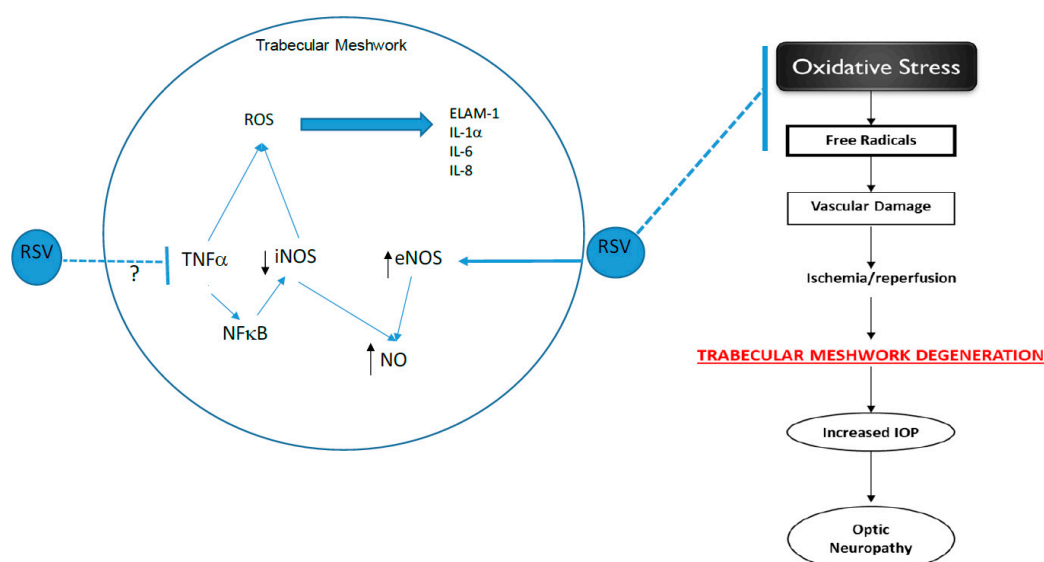 Trabecular Meshwork
ROS
ELAM-1
IL-1α
IL-6
IL-8
RSV
?
TNFα
iNOS
eNOS
RSV
NFκB
NO
Oxidative Stress
Free Radicals
Vascular Damage
Ischemia/reperfusion
TRABECULAR MESHWORK DEGENERATION
Increased IOP
Optic
Neuropathy